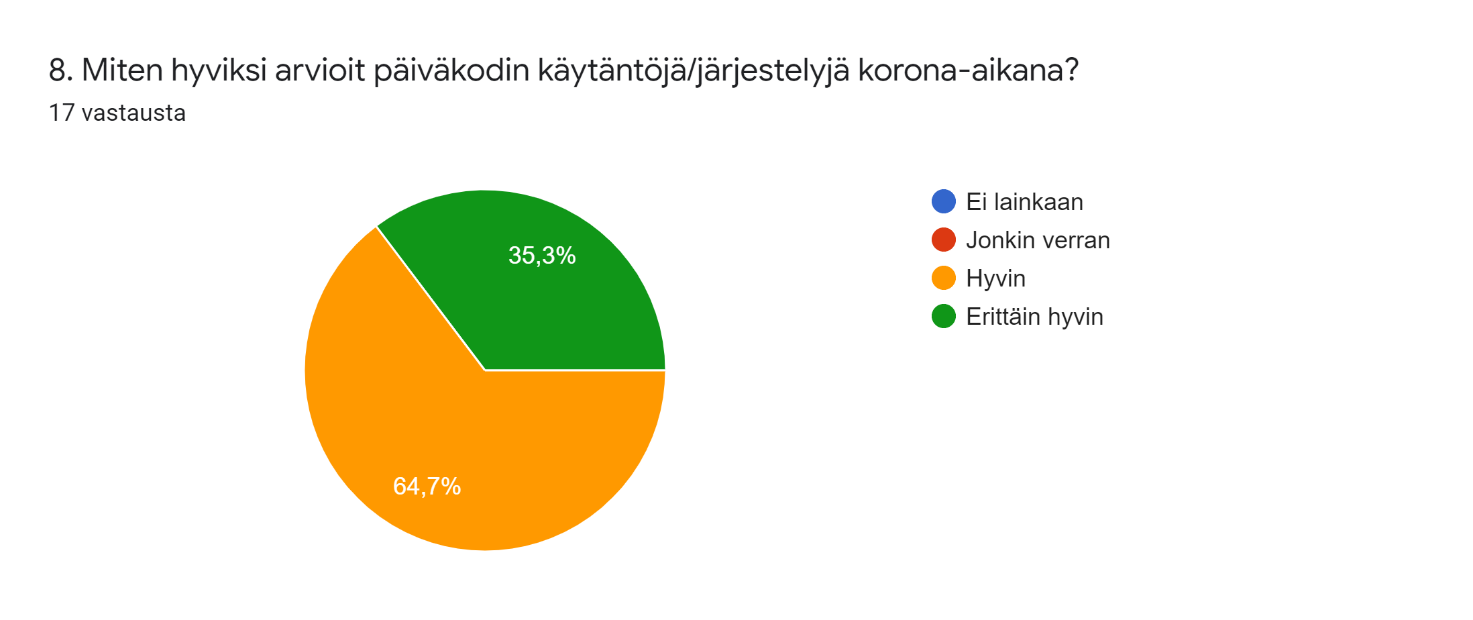 8. Miten hyviksi arvioit päiväkodin käytäntöjä/järjestelyjä korona-aikana?
17 vastausta
35,3%
64,7%
Ei lainkaan
Jonkin verran
Hyvin
Erittäin hyvin